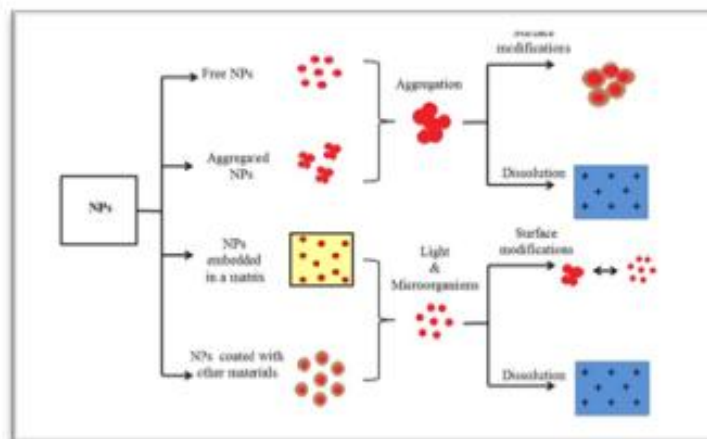 modifications
Free NPs
Aggregation
Aggregated
NPs
Dissolution
NPs
NPs
embedded
in a matrix
Light
&
Microorganisms
Surface
modifications
NPs coated with
other materials
Dissolution